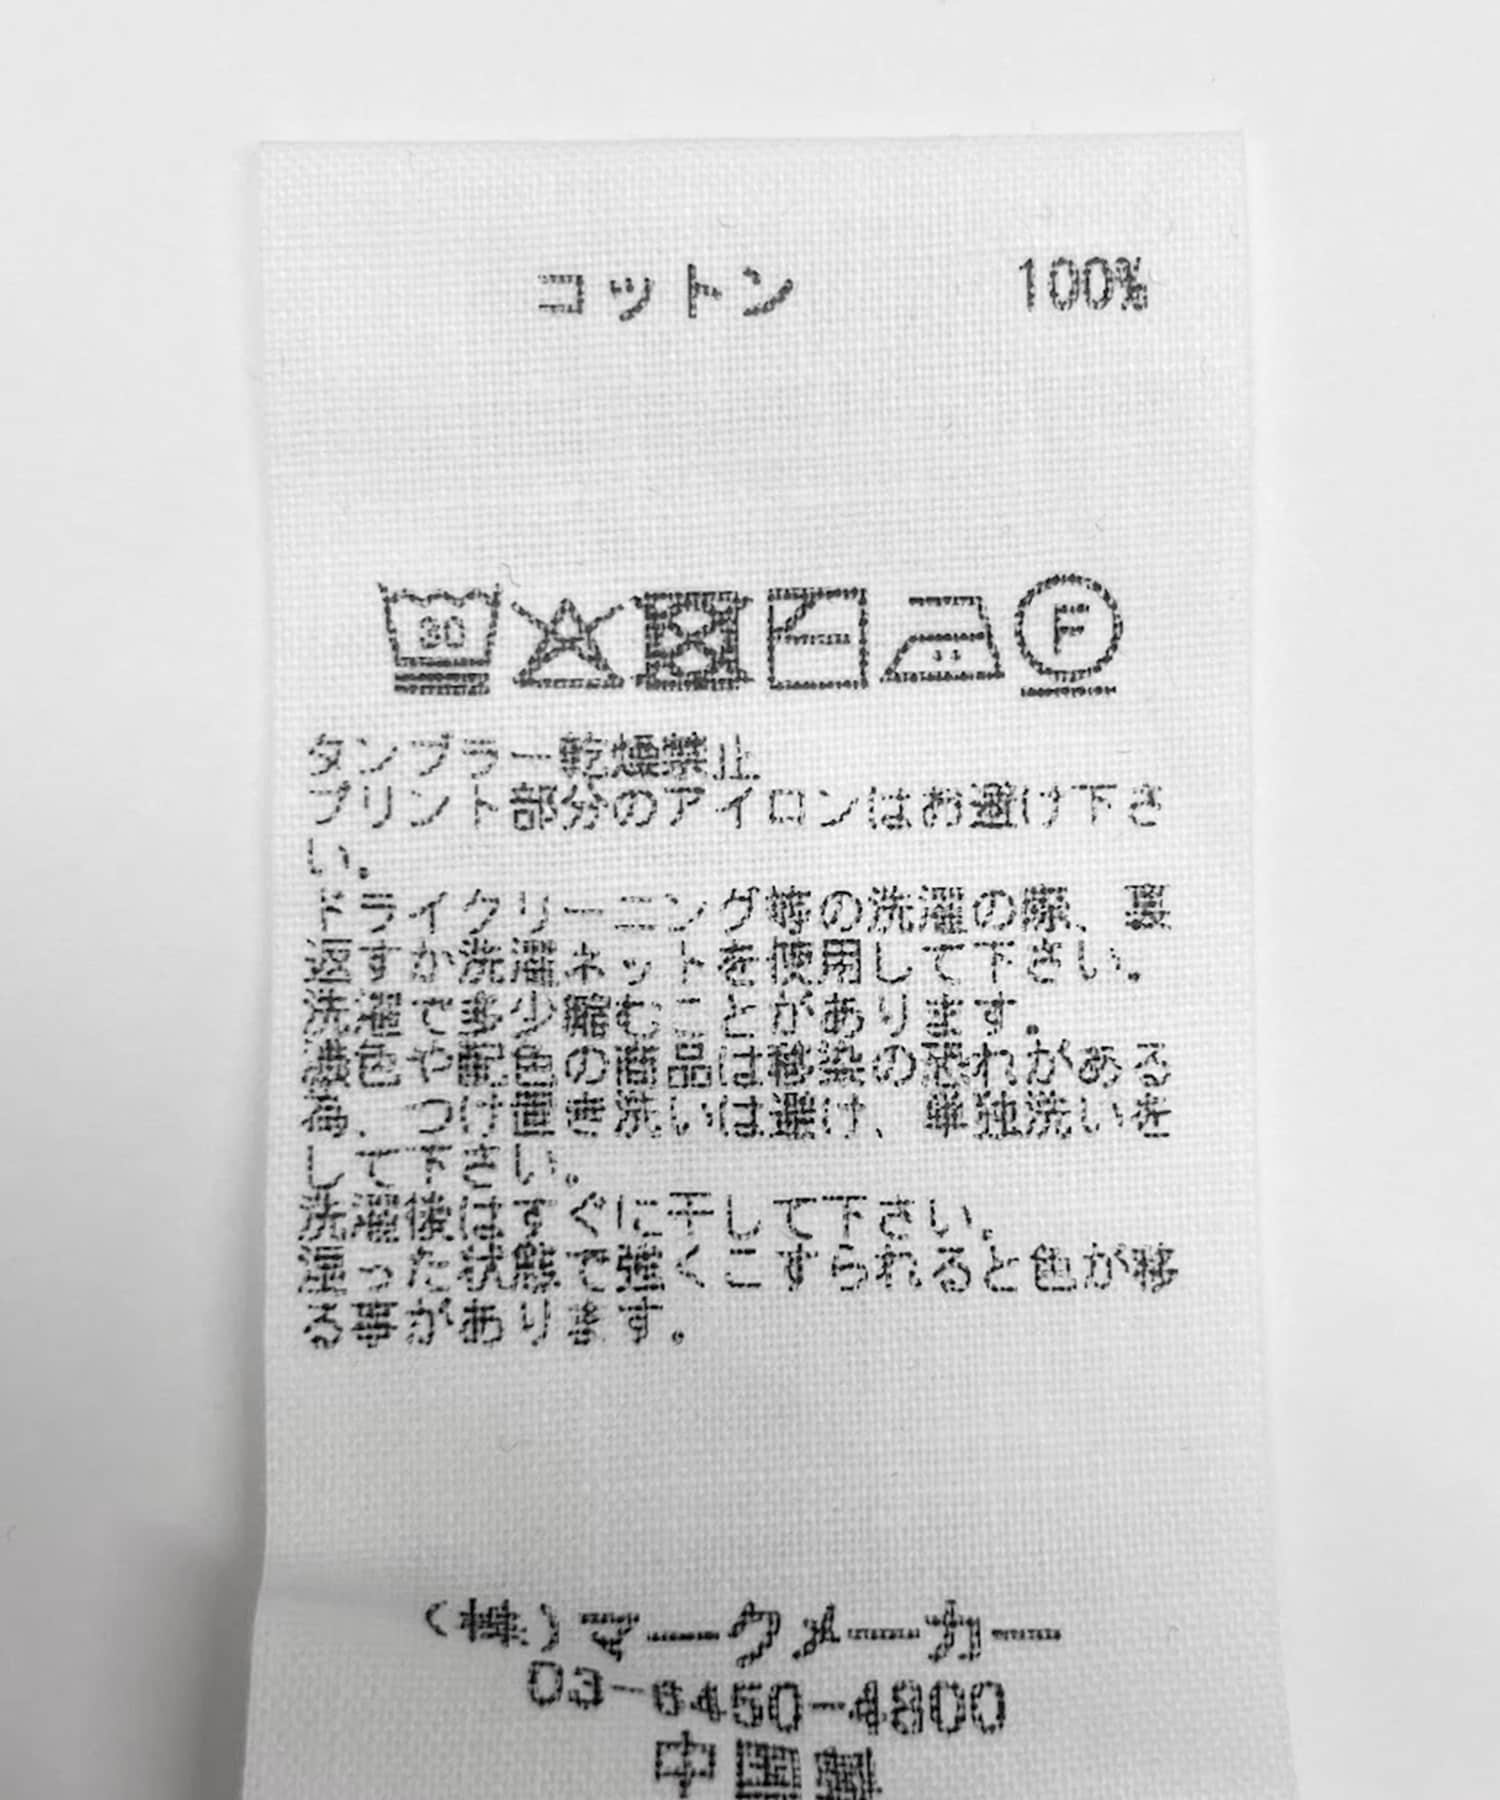 コットン 100%
30 F
タンブラー乾燥禁止
プリント部分のアイロンはお避け下さ
い。
ドライクリーニング等の洗濯の際、裏
返すか洗濯ネットを使用して下さい。
洗濯で多少縮むことがあります。
濃色や配色の商品は移染の恐れがある
為、つけ置き洗いは避け、単独洗いを
して下さい。
洗濯後はすぐに干して下さい。
湿った状態で強くこすられると色が移
る事があります。
(株)マークメーカー
03-6450-4800
中国製